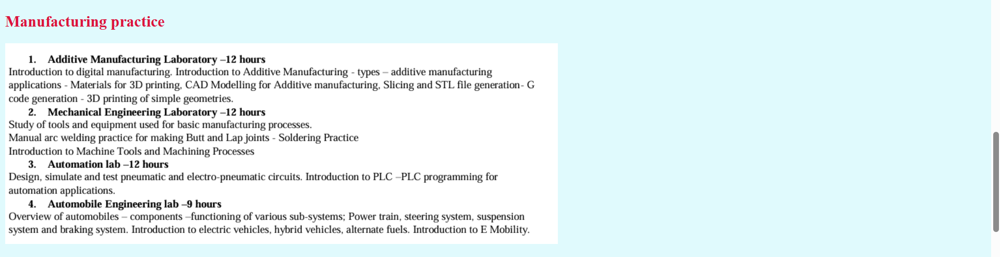 Manufacturing practice
1. Additive Manufacturing Laboratory –12 hours
Introduction to digital manufacturing. Introduction to Additive Manufacturing - types – additive manufacturing
applications - Materials for 3D printing, CAD Modelling for Additive manufacturing, Slicing and STL file generation- G
code generation - 3D printing of simple geometries.
2. Mechanical Engineering Laboratory –12 hours
Study of tools and equipment used for basic manufacturing processes.
Manual arc welding practice for making Butt and Lap joints - Soldering Practice
Introduction to Machine Tools and Machining Processes
3. Automation lab –12 hours
Design, simulate and test pneumatic and electro-pneumatic circuits. Introduction to PLC –PLC programming for
automation applications.
4. Automobile Engineering lab –9 hours
Overview of automobiles – components –functioning of various sub-systems; Power train, steering system, suspension
system and braking system. Introduction to electric vehicles, hybrid vehicles, alternate fuels. Introduction to E Mobility.